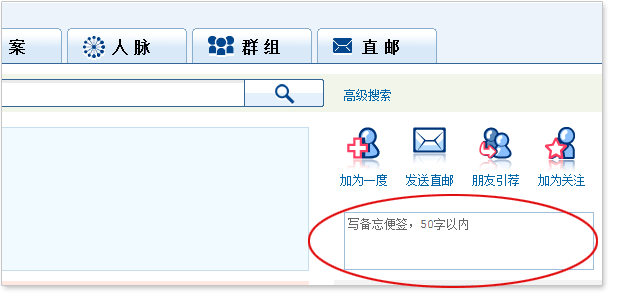 案 人脉 群组 直邮
高级搜索
加为一度 发送直邮 朋友引荐 加为关注
写备忘便签，50字以内